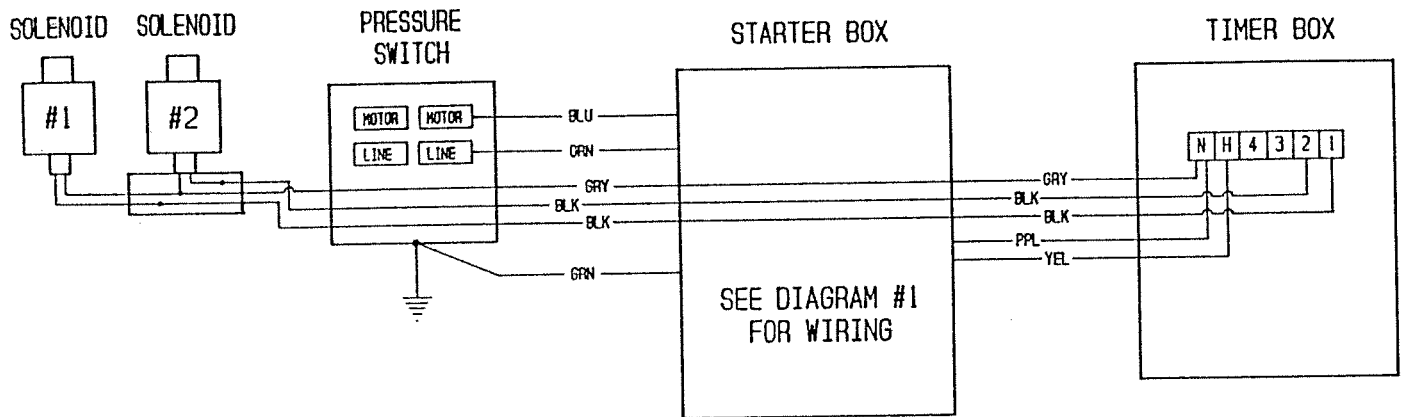 SOLENOID
#1
SOLENOID
#2
PRESSURE
SWITCH
MOTOR MOTOR
LINE LINE
BLU
GRN
GRY
BLK
BLK
GRN
STARTER BOX
SEE DIAGRAM #1
FOR WIRING
GRY
BLK
BLK
PPL
YEL
TIMER BOX
N H 4 3 2 1